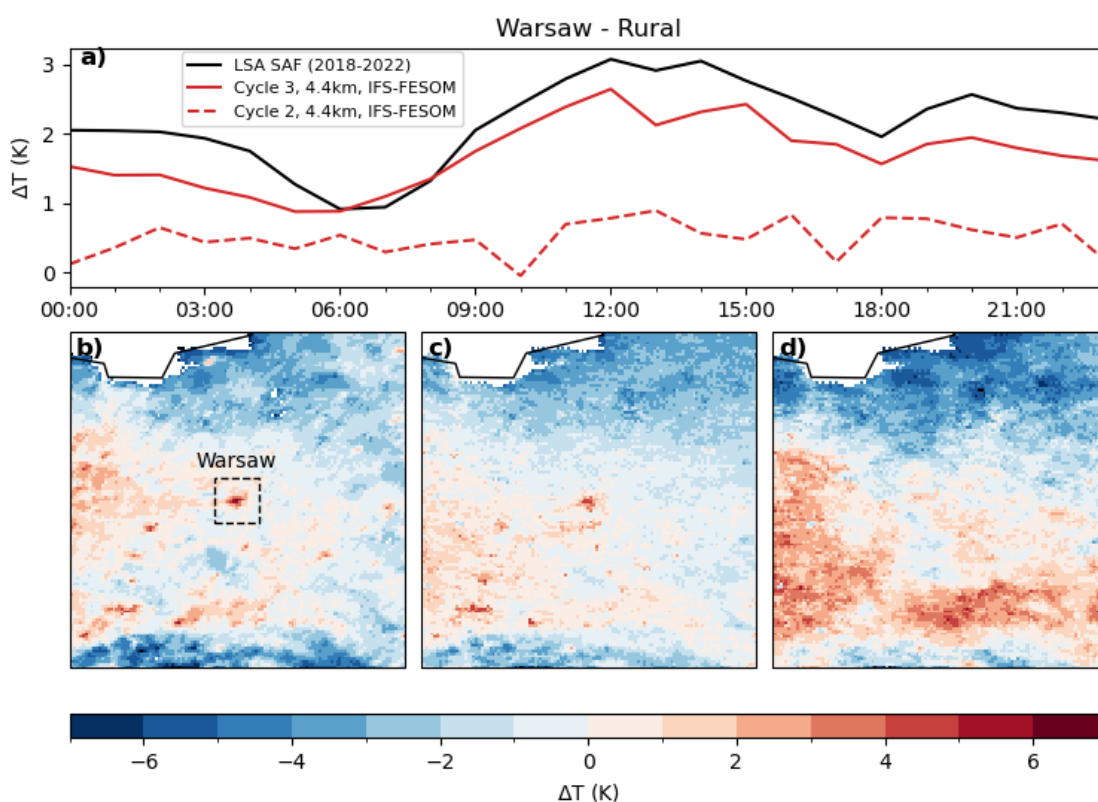 Warsaw - Rural
a)
LSA SAF (2018-2022)
Cycle 3, 4.4km, IFS-FESOM
Cycle 2, 4.4km, IFS-FESOM
ΔT (K)
3
2
1
0
00:00 03:00 06:00 09:00 12:00 15:00 18:00 21:00
b) c) d)
Warsaw
−6 −4 −2 0 2 4 6
ΔT (K)